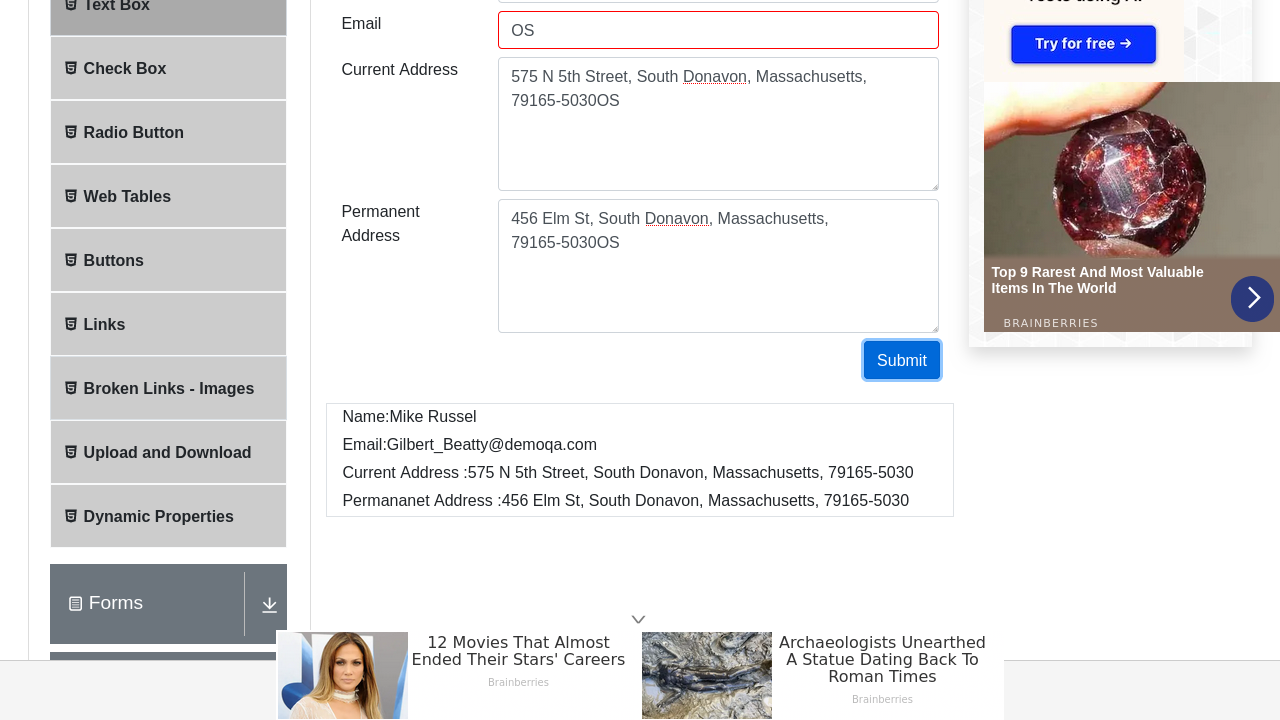 Text Box
Check Box
Radio Button
Web Tables
Buttons
Links
Broken Links - Images
Upload and Download
Dynamic Properties
Forms
Email
OS
Current Address
575 N 5th Street, South Donavon, Massachusetts,
79165-5030OS
Permanent
Address
456 Elm St, South Donavon, Massachusetts,
79165-5030OS
Submit
Name:Mike Russel
Email:Gilbert_Beatty@demoqa.com
Current Address :575 N 5th Street, South Donavon, Massachusetts, 79165-5030
Permananet Address :456 Elm St, South Donavon, Massachusetts, 79165-5030
Try for free →
Top 9 Rarest And Most Valuable
Items In The World
BRAINBERRIES
12 Movies That Almost
Ended Their Stars' Careers
Brainberries
Archaeologists Unearthed
A Statue Dating Back To
Roman Times
Brainberries